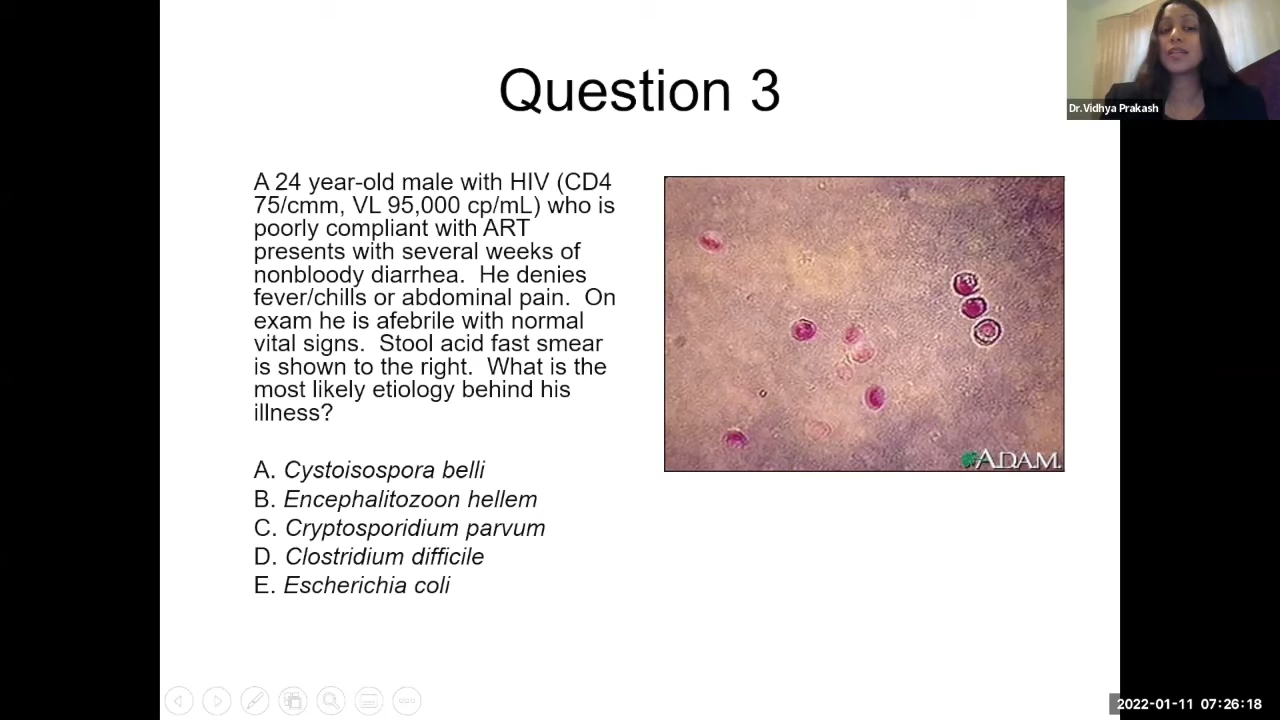 Question 3
Dr.Vidhya Prakash
A 24 year-old male with HIV (CD4
75/cmm, VL 95,000 cp/mL) who is
poorly compliant with ART
presents with several weeks of
nonbloody diarrhea.  He denies
fever/chills or abdominal pain.  On
exam he is afebrile with normal
vital signs.  Stool acid fast smear
is shown to the right.  What is the
most likely etiology behind his
illness?
A. Cystoisospora belli
B. Encephalitozoon hellem
C. Cryptosporidium parvum
D. Clostridium difficile
E. Escherichia coli
ADAM.
2022-01-11 07:26:18